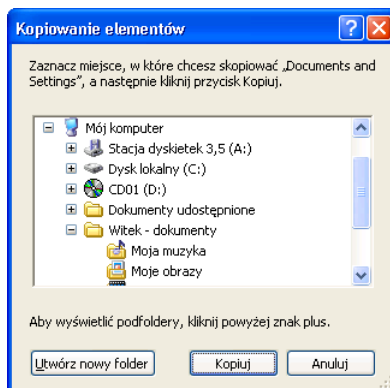 Kopiowanie elementów
Zaznacz miejsce, w które chcesz skopiować „Documents and
Settings”, a następnie kliknij przycisk Kopiuj.
Mój komputer
Stacja dyskietek 3,5 (A:)
Dysk lokalny (C:)
CD01 (D:)
Dokumenty udostępnione
Witek - dokumenty
Moja muzyka
Moje obrazy
Aby wyświetlić podfoldery, kliknij powyżej znak plus.
Utwórz nowy folder Kopiuj Anuluj